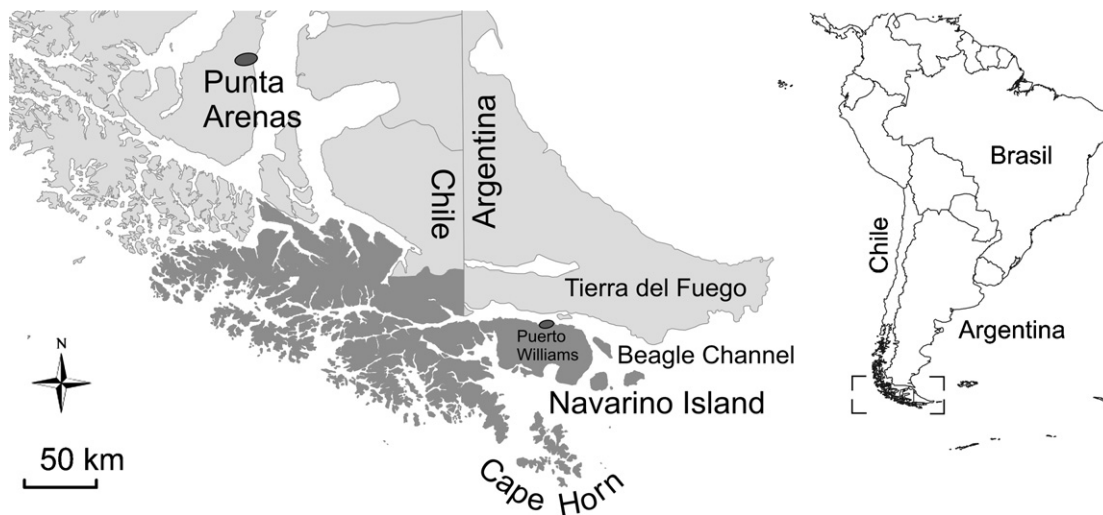 Punta
Arenas
Chile
Argentina
Tierra del Fuego
Puerto
Williams
Beagle Channel
Navarino Island
Cape Horn
N
50 km
Brasil
Chile
Argentina